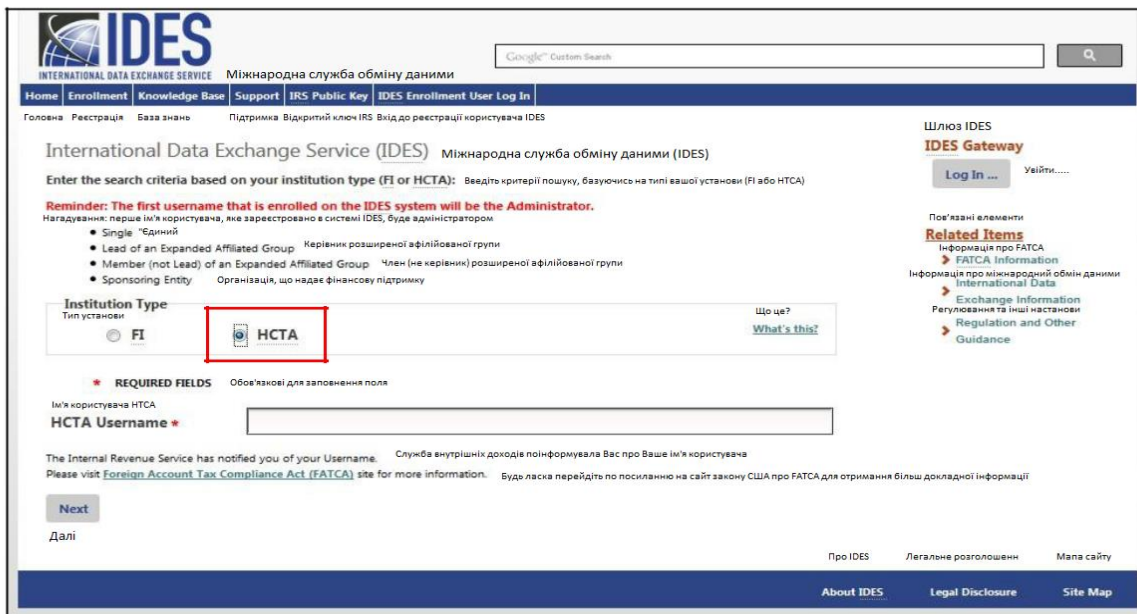 IDES
INTERNATIONAL DATA EXCHANGE SERVICE Міжнародна служба обміну даними
Google™ Custom Search
Home Enrollment Knowledge Base Support IRS Public Key IDES Enrollment User Log In
Головна Реєстрація База знань Підтримка Відкритий ключ IRS Вхід до реєстрації користувача IDES
International Data Exchange Service (IDES) Міжнародна служба обміну даними (IDES)
Enter the search criteria based on your institution type (FI or HCTA): Введіть критерії пошуку, базуючись на типі вашої установи (FI або HTCA)
Reminder: The first username that is enrolled on the IDES system will be the Administrator.
Нагадування: перше ім'я користувача, яке зареєстровано в системі IDES, буде адміністратором
Single "Єдиний
Lead of an Expanded Affiliated Group Керівник розширеної афілійованої групи
Member (not Lead) of an Expanded Affiliated Group Член (не керівник) розширеної афілійованої групи
Sponsoring Entity Організація, що надає фінансову підтримку
Institution Type
Тип установи
FI HCTA
Що це?
What's this?
* REQUIRED FIELDS Обов'язкові для заповнення поля
Ім'я користувача HTCA
HCTA Username *
The Internal Revenue Service has notified you of your Username. Служба внутрішніх доходів поінформувала Вас про Ваше ім'я користувача
Please visit Foreign Account Tax Compliance Act (FATCA) site for more information. Будь ласка перейдіть по посиланню на сайт закону США про FATCA для отримання більш докладної інформації
Next
Далі
Шлюз IDES
IDES Gateway
Log In ... Увійти.....
Пов'язані елементи
Related Items
Інформація про FATCA
FATCA Information
Інформація про міжнародний обмін даними
International Data
Exchange Information
Регулювання та інші настанови
Regulation and Other
Guidance
Про IDES Легальне розголошенн Мапа сайту
About IDES Legal Disclosure Site Map